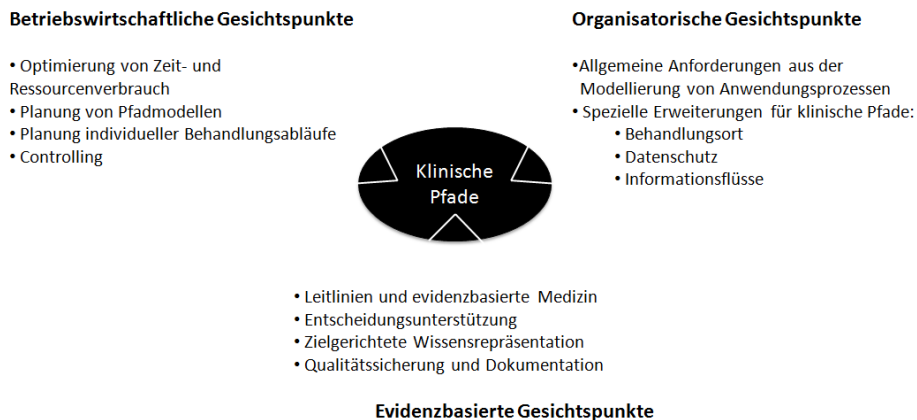 Betriebswirtschaftliche Gesichtspunkte
• Optimierung von Zeit- und
Ressourcenverbrauch
• Planung von Pfadmodellen
• Planung individueller Behandlungsabläufe
• Controlling
Organisatorische Gesichtspunkte
•Allgemeine Anforderungen aus der
Modellierung von Anwendungsprozessen
• Spezielle Erweiterungen für klinische Pfade:
• Behandlungsort
• Datenschutz
• Informationsflüsse
Klinische
Pfade
• Leitlinien und evidenzbasierte Medizin
• Entscheidungsunterstützung
• Zielgerichtete Wissensrepräsentation
• Qualitätssicherung und Dokumentation
Evidenzbasierte Gesichtspunkte